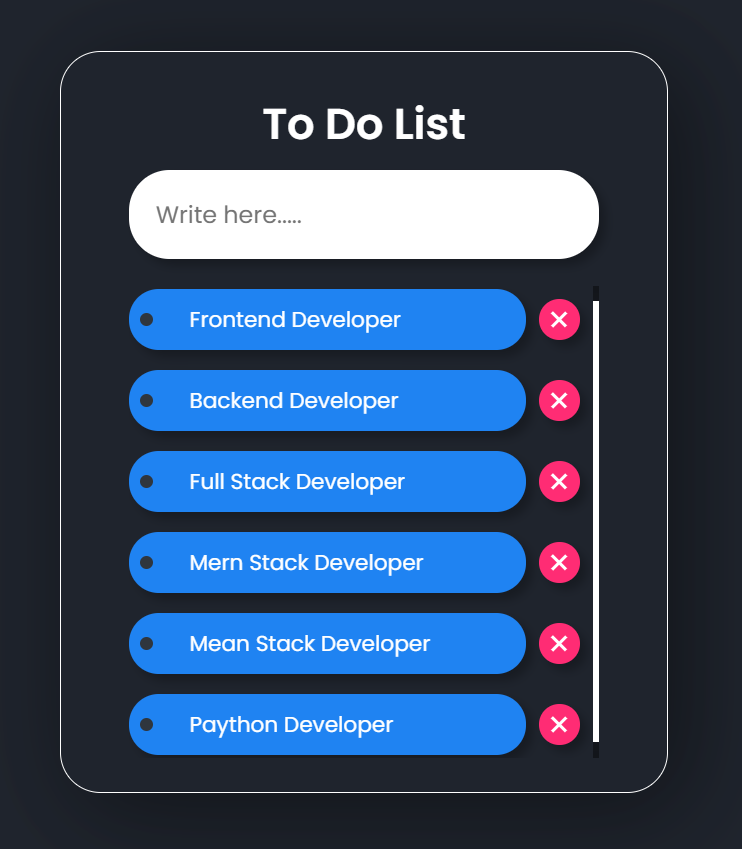 To Do List
Write here.....
Frontend Developer
Backend Developer
Full Stack Developer
Mern Stack Developer
Mean Stack Developer
Paython Developer